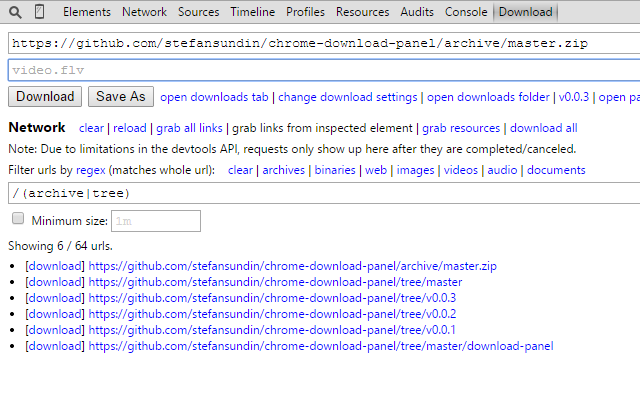 Elements Network Sources Timeline Profiles Resources Audits Console Download
https://github.com/stefansundin/chrome-download-panel/archive/master.zip
video.flv
Download Save As open downloads tab | change download settings | open downloads folder | v0.0.3 | open pa
Network clear | reload | grab all links | grab links from inspected element | grab resources | download all
Note: Due to limitations in the devtools API, requests only show up here after they are completed/canceled.
Filter urls by regex (matches whole url): clear | archives | binaries | web | images | videos | audio | documents
/(archive|tree)
Minimum size: 1m
Showing 6 / 64 urls.
• [download] https://github.com/stefansundin/chrome-download-panel/archive/master.zip
• [download] https://github.com/stefansundin/chrome-download-panel/tree/master
• [download] https://github.com/stefansundin/chrome-download-panel/tree/v0.0.3
• [download] https://github.com/stefansundin/chrome-download-panel/tree/v0.0.2
• [download] https://github.com/stefansundin/chrome-download-panel/tree/v0.0.1
• [download] https://github.com/stefansundin/chrome-download-panel/tree/master/download-panel